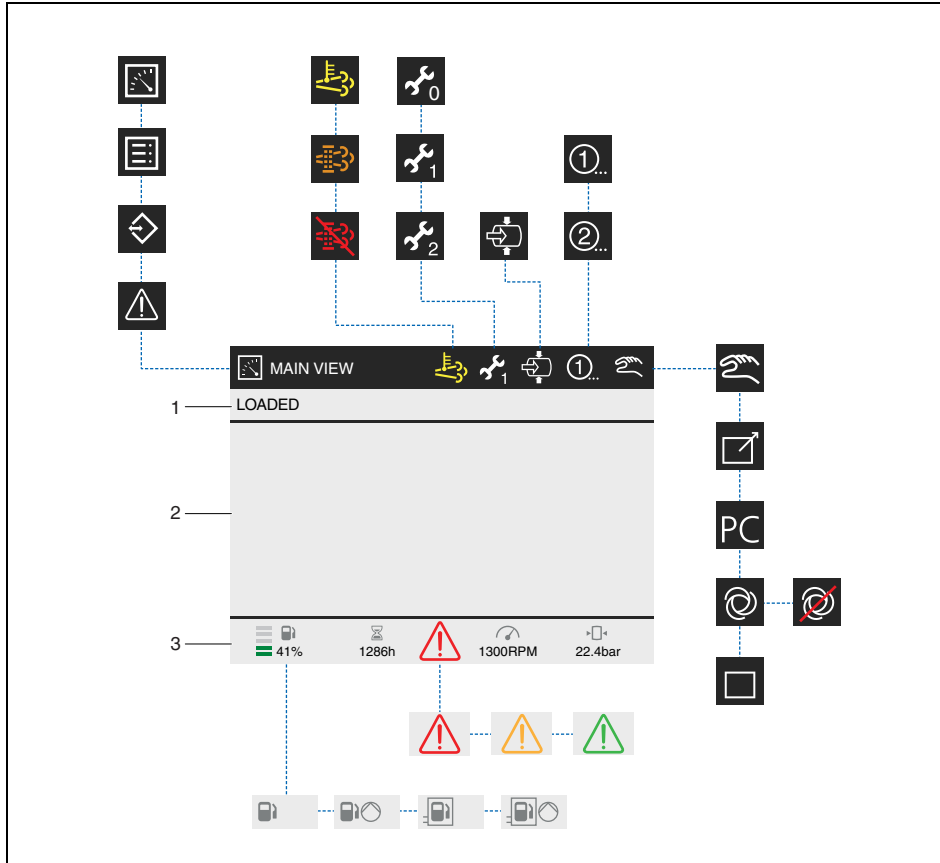 0
1
1...
2
2...
MAIN VIEW
1
1...
1
LOADED
PC
2
3
41%
1286h
1300RPM
22.4bar